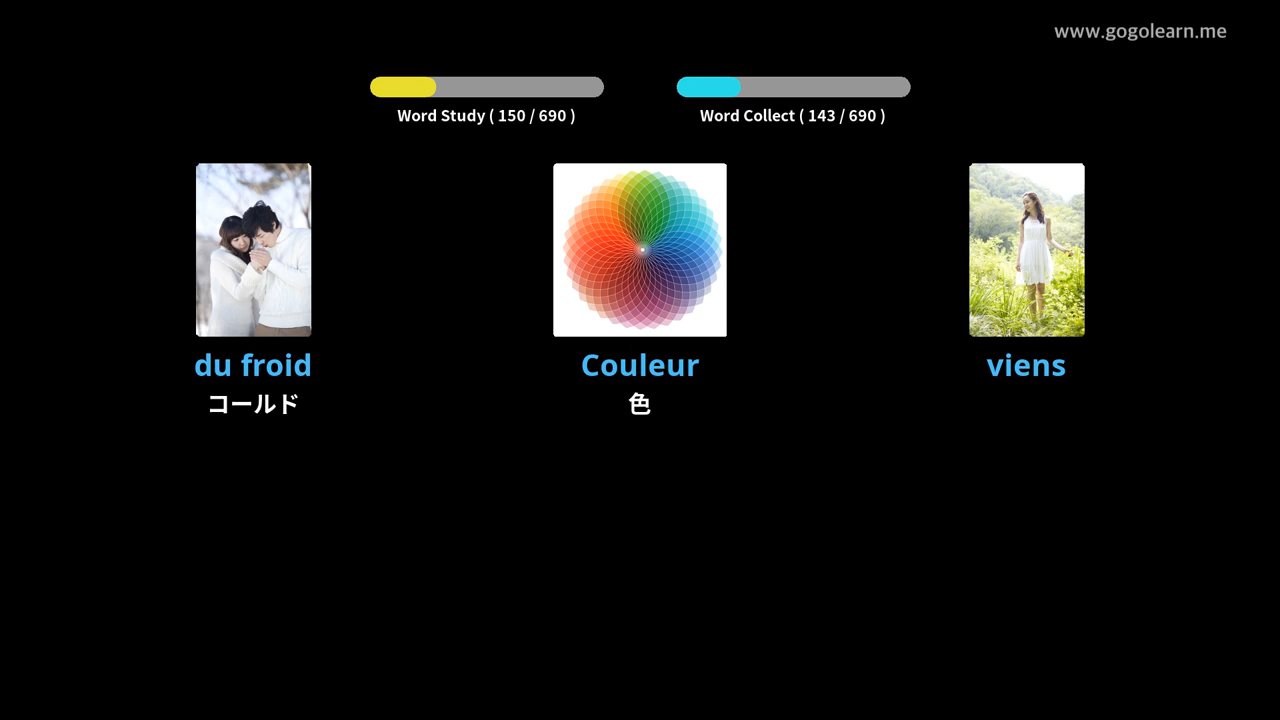 www.gogolearn.me
Word Study ( 150 / 690 )
Word Collect ( 143 / 690 )
du froid
コールド
Couleur
色
viens